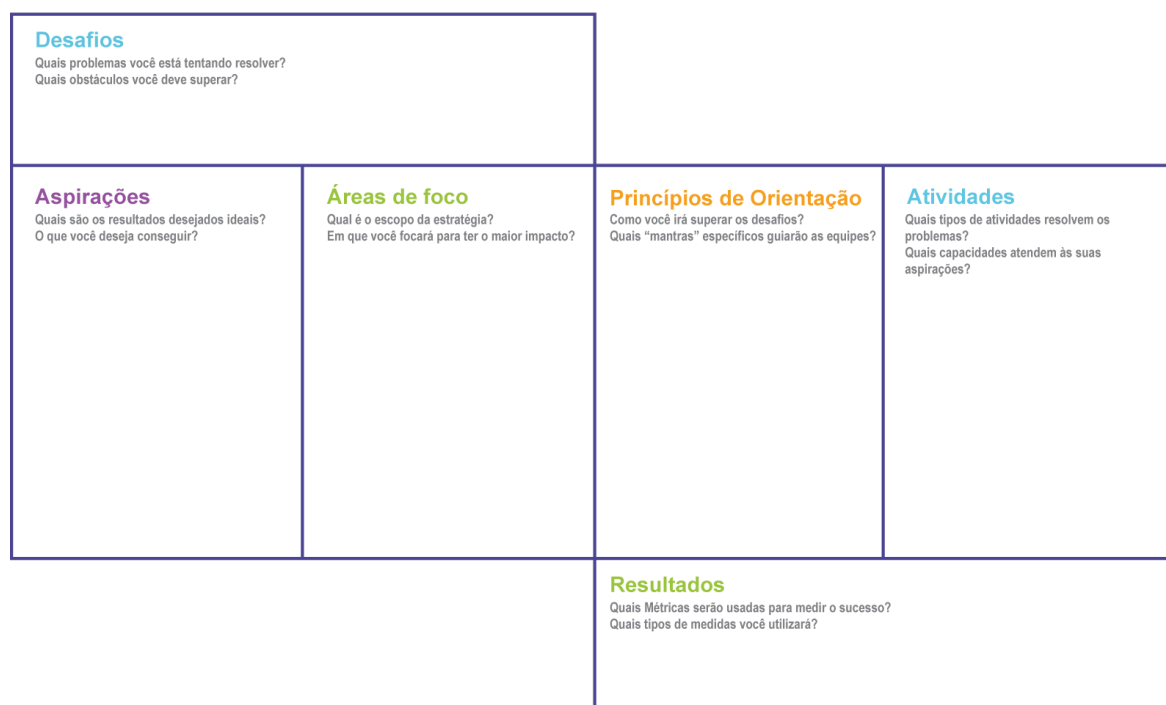 Desafios
Quais problemas você está tentando resolver?
Quais obstáculos você deve superar?
Aspirações
Quais são os resultados desejados ideais?
O que você deseja conseguir?
Áreas de foco
Qual é o escopo da estratégia?
Em que você focará para ter o maior impacto?
Princípios de Orientação
Como você irá superar os desafios?
Quais “mantras” específicos guiarão as equipes?
Atividades
Quais tipos de atividades resolvem os
problemas?
Quais capacidades atendem às suas
aspirações?
Resultados
Quais Métricas serão usadas para medir o sucesso?
Quais tipos de medidas você utilizará?